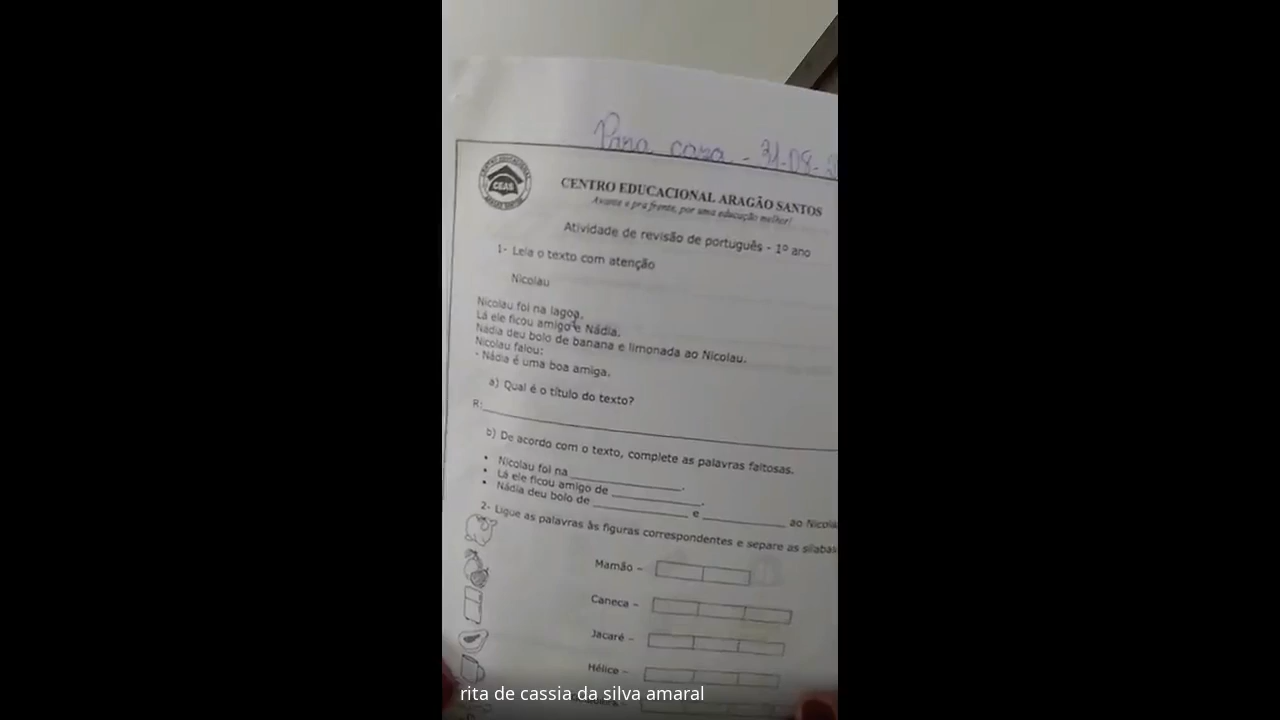 Para casa - 31-08-
CENTRO EDUCACIONAL ARAGÃO SANTOS
Avante e pra frente, por uma educação melhor!
CEAS
Atividade de revisão de português - 1º ano
1- Leia o texto com atenção
Nicolau
Nicolau foi na lagoa.
Lá ele ficou amigo e Nádia.
Nádia deu bolo de banana e limonada ao Nicolau.
Nicolau falou:
- Nádia é uma boa amiga.
a) Qual é o título do texto?
R:
b) De acordo com o texto, complete as palavras faltosas.
• Nicolau foi na ____________.
• Lá ele ficou amigo de ____________.
• Nádia deu bolo de ____________ e ____________ ao Nicola
2- Ligue as palavras às figuras correspondentes e separe as sílabas
Mamão –
Caneca –
Jacaré –
Hélice –
rita de cassia da silva amaral